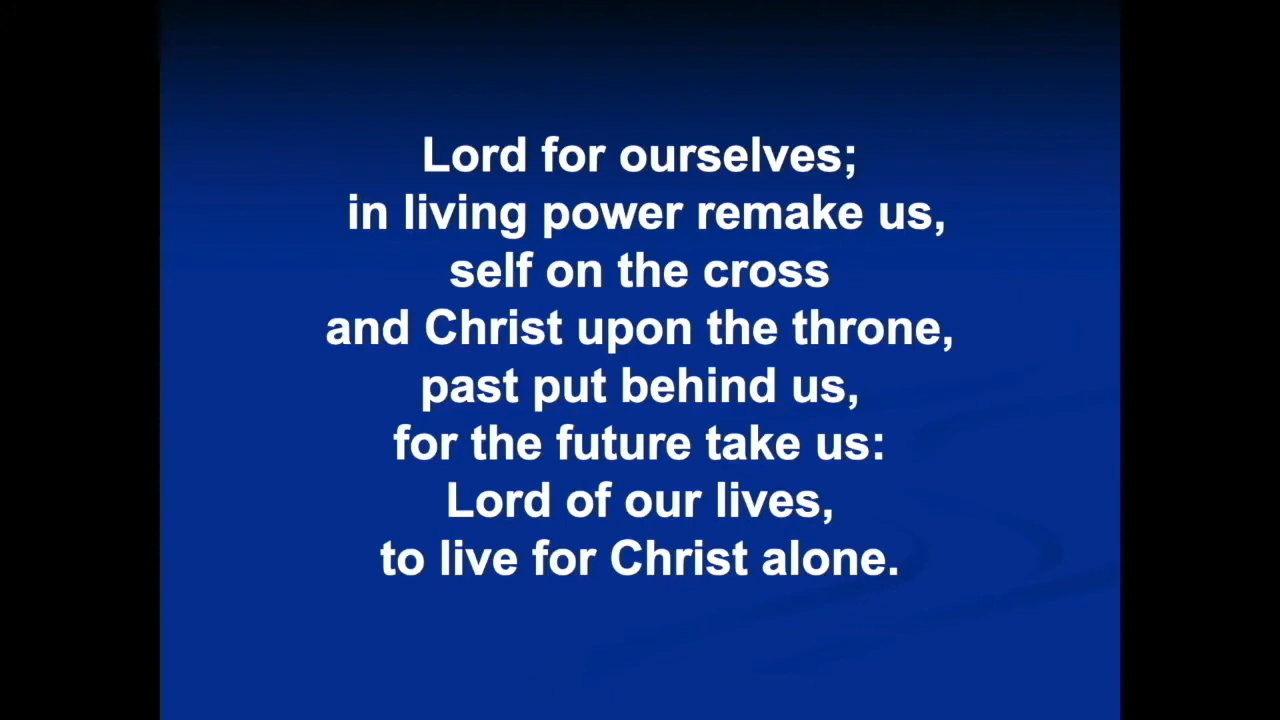 Lord for ourselves;
in living power remake us,
self on the cross
and Christ upon the throne,
past put behind us,
for the future take us:
Lord of our lives,
to live for Christ alone.